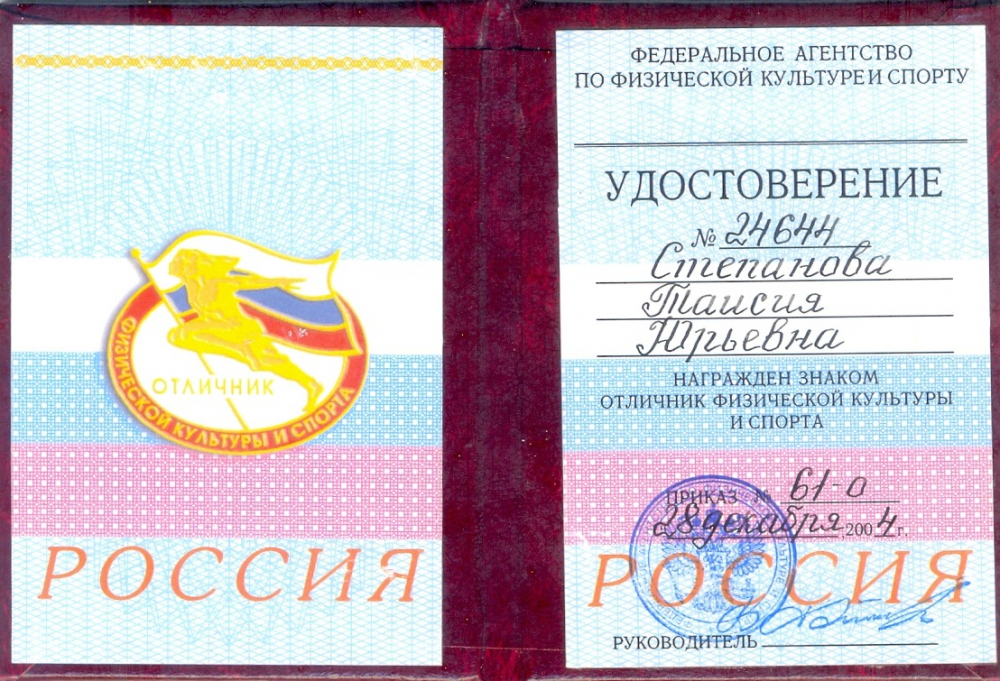 ОТЛИЧНИК
ФИЗИЧЕСКОЙ КУЛЬТУРЫ И СПОРТА
РОССИЯ
ФЕДЕРАЛЬНОЕ АГЕНТСТВО
ПО ФИЗИЧЕСКОЙ КУЛЬТУРЕ И СПОРТУ
УДОСТОВЕРЕНИЕ
№ 24644
Степанова
Таисия
Юрьевна
НАГРАЖДЕН ЗНАКОМ
ОТЛИЧНИК ФИЗИЧЕСКОЙ КУЛЬТУРЫ
И СПОРТА
ПРИКАЗ № 61-о
28 декабря 2004 г.
РОССИЯ
РУКОВОДИТЕЛЬ